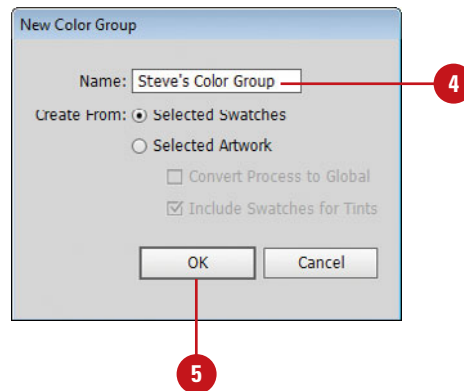 New Color Group
Name: Steve's Color Group
4
Create From: Selected Swatches
Selected Artwork
Convert Process to Global
Include Swatches for Tints
OK Cancel
5